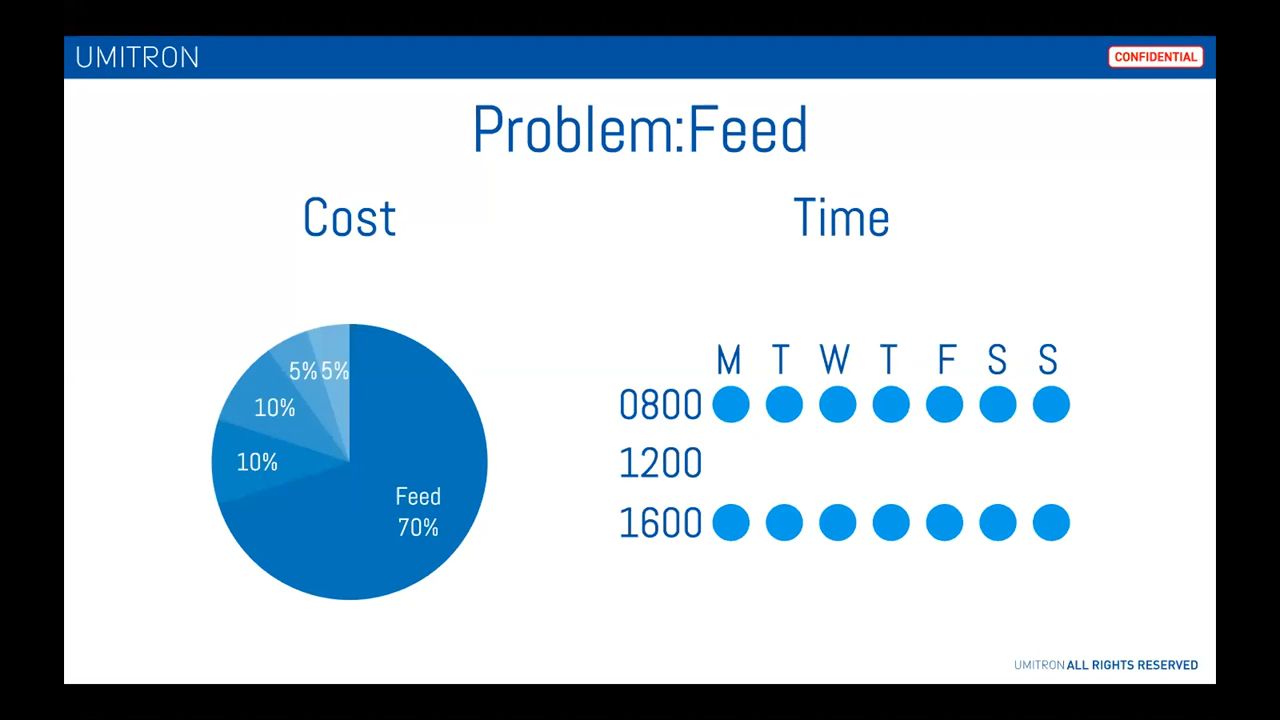 UMITRON
CONFIDENTIAL
Problem:Feed
Cost
5% 5%
10%
10%
Feed
70%
Time
M T W T F S S
0800
1200
1600
UMITRON ALL RIGHTS RESERVED